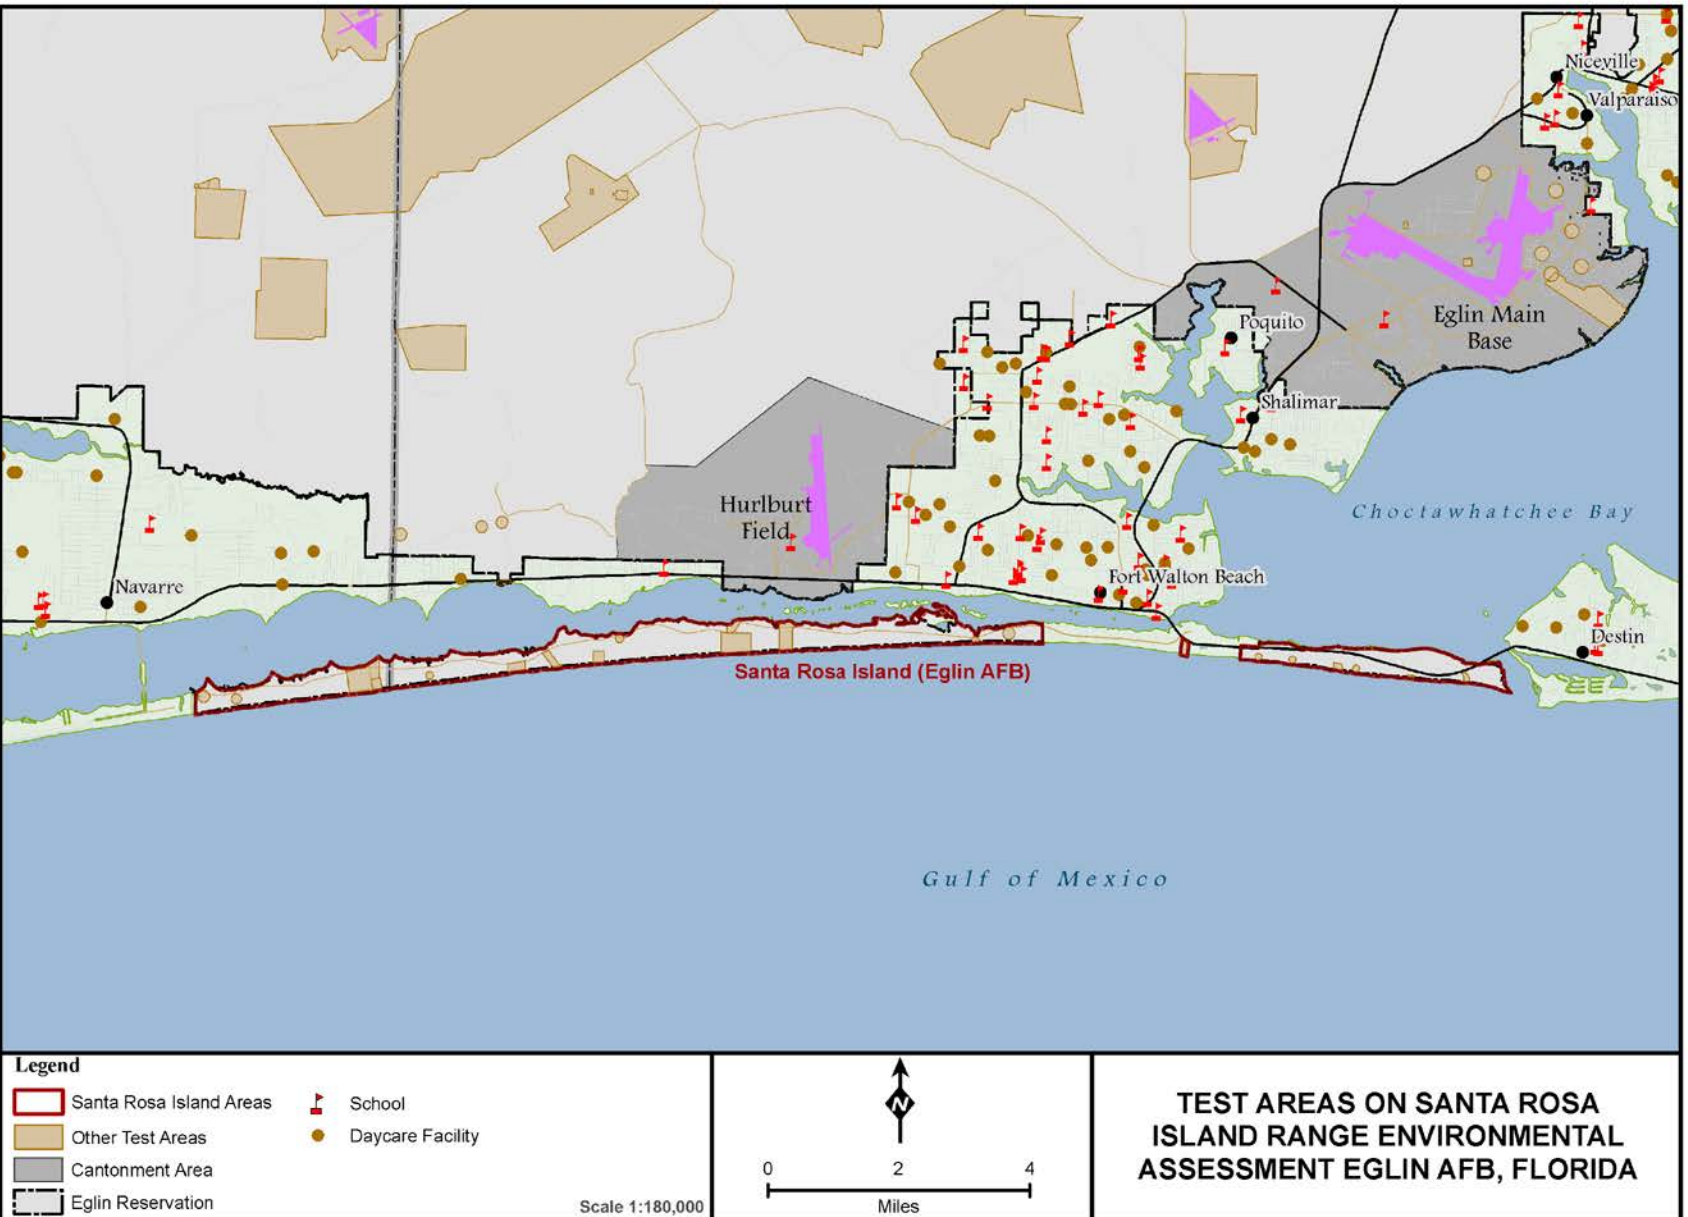 Niceville
Valparaiso
Eglin Main
Base
Poquito
Shalimar
Choctawhatchee Bay
Hurlburt
Field
Navarre
Fort Walton Beach
Destin
Santa Rosa Island (Eglin AFB)
Gulf of Mexico
Legend
Santa Rosa Island Areas
Other Test Areas
Cantonment Area
Eglin Reservation
School
Daycare Facility
Scale 1:180,000
N
0 2 4
Miles
TEST AREAS ON SANTA ROSA
ISLAND RANGE ENVIRONMENTAL
ASSESSMENT EGLIN AFB, FLORIDA